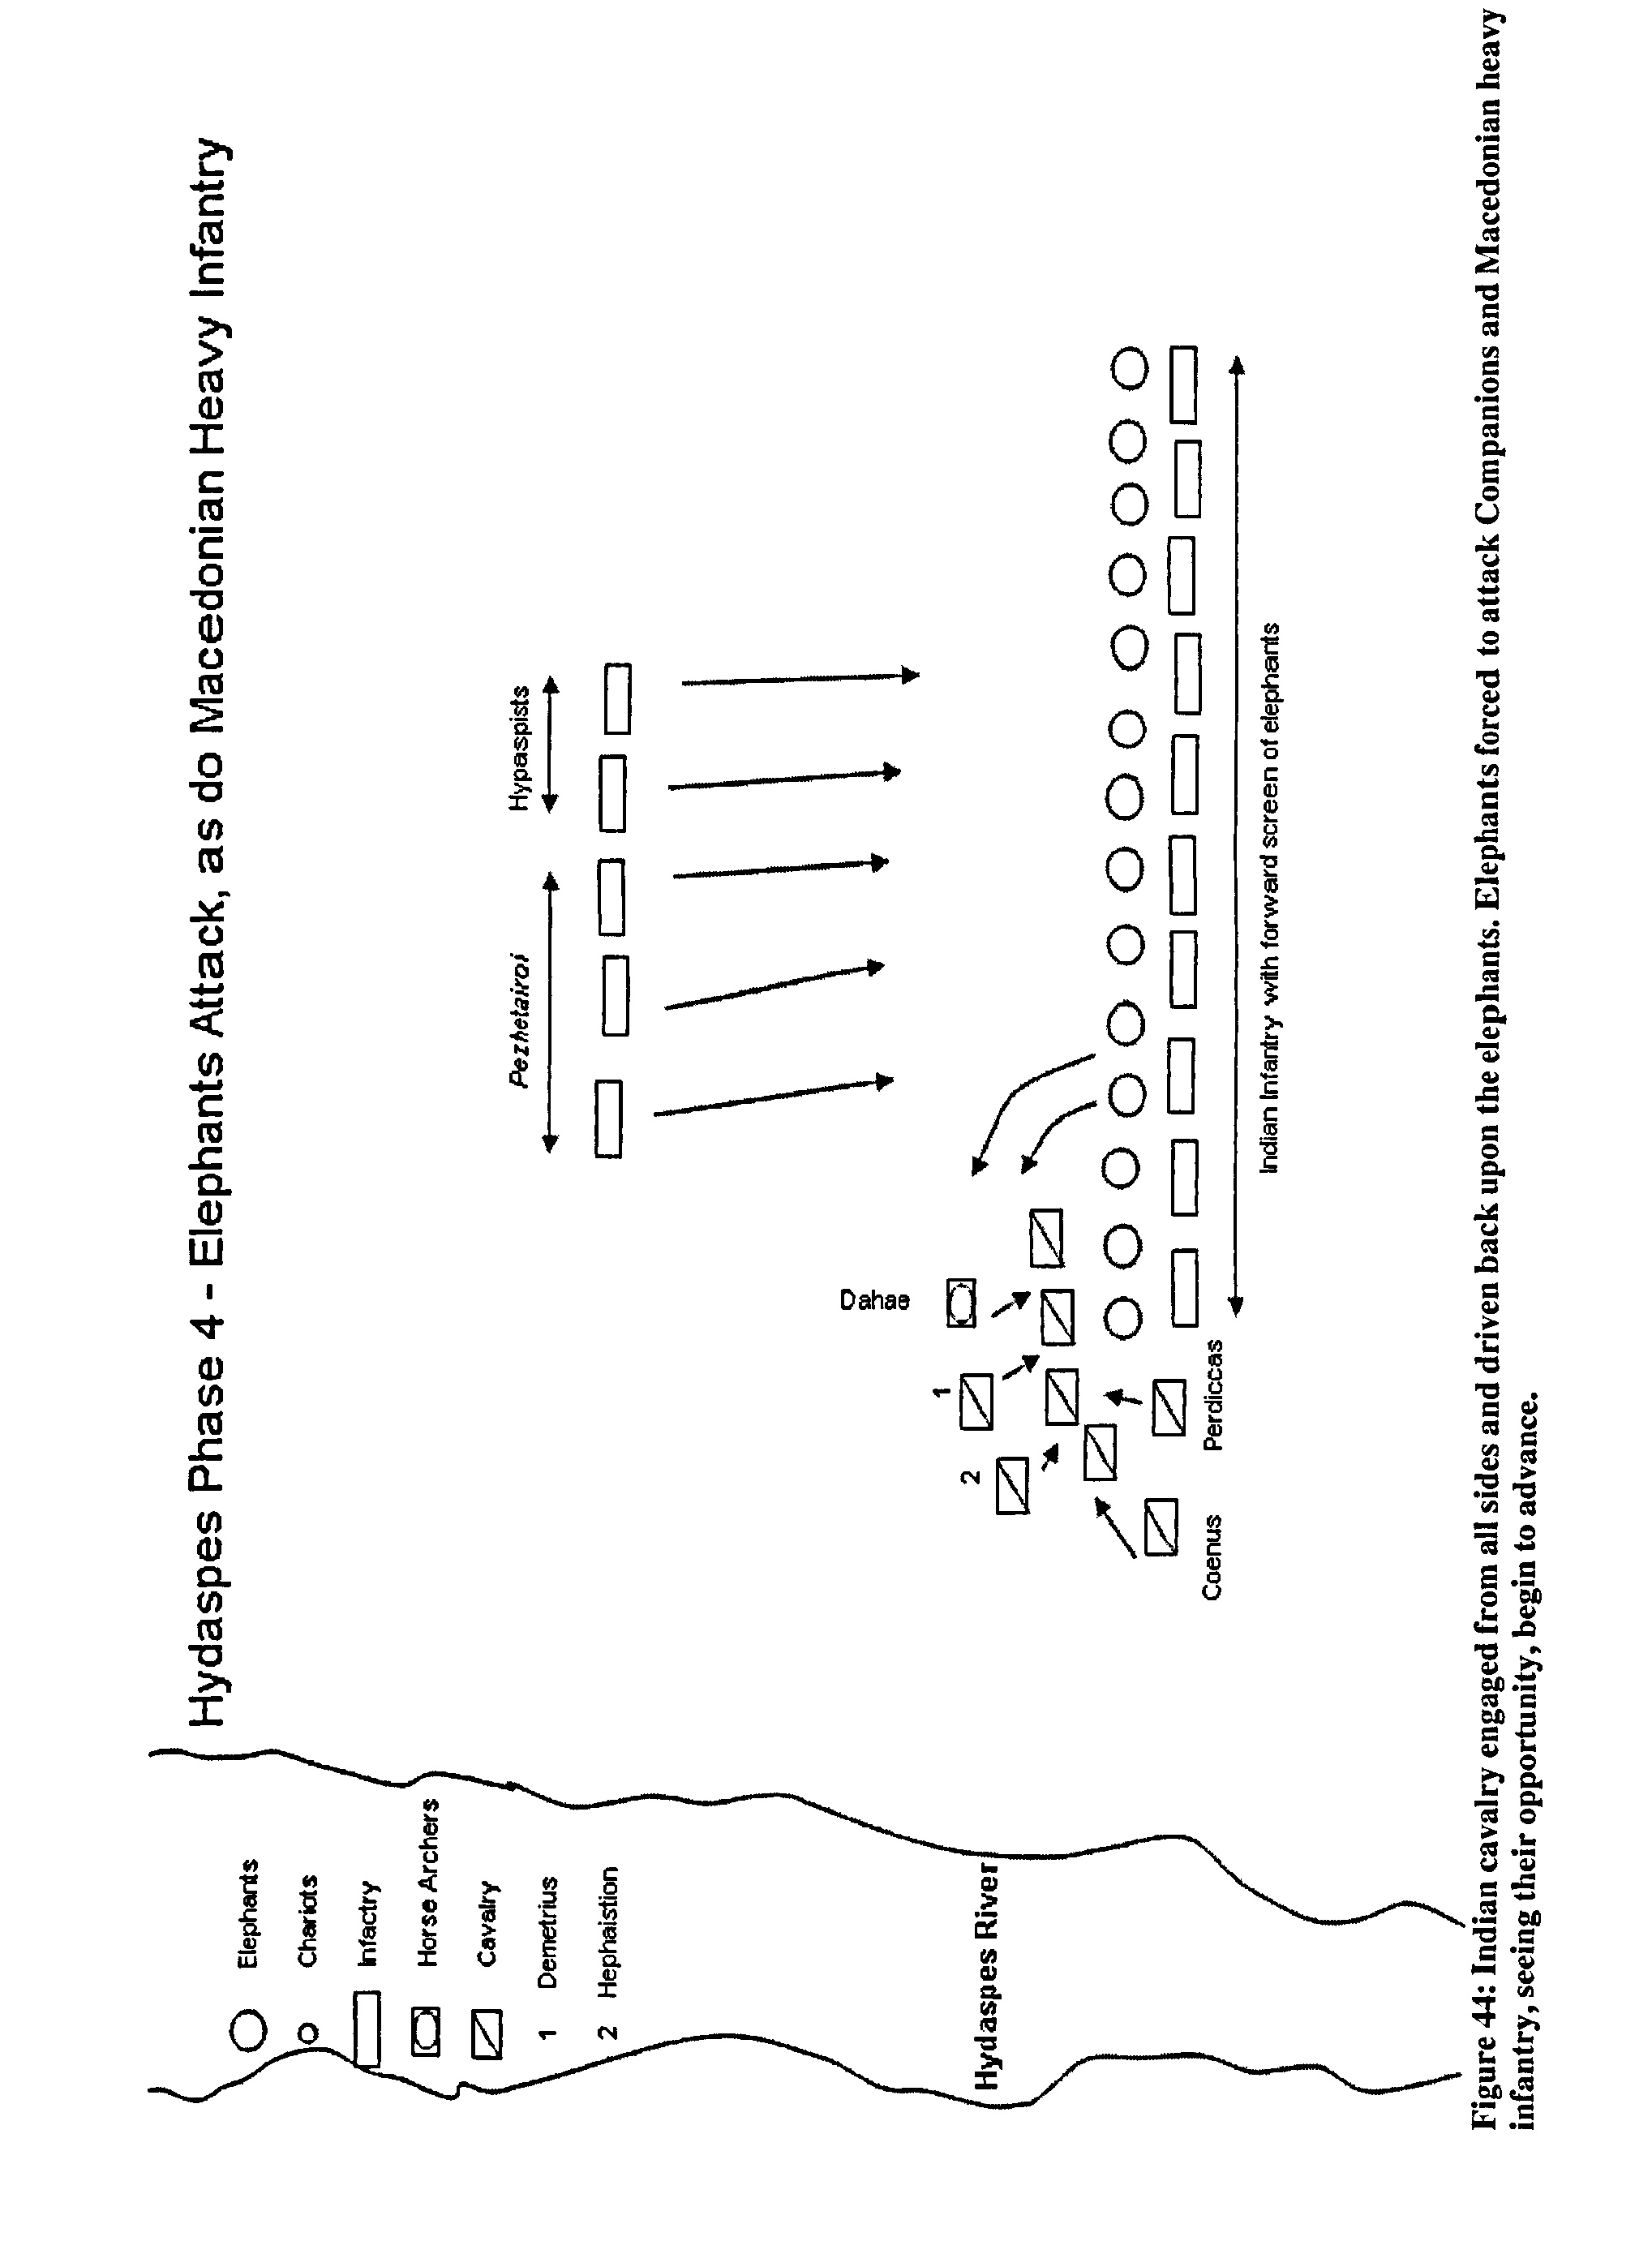 Hydaspes Phase 4 - Elephants Attack, as do Macedonian Heavy Infantry
Elephants
Chariots
Infactry
Horse Archers
Cavalry
1 Demetrius
2 Hephaistion
Hydaspes River
Pezhetairoi
Hypaspists
Dahae
1
2
Coenus
Perdiccas
Indian Infantry with forward screen of elephants
Figure 44: Indian cavalry engaged from all sides and driven back upon the elephants. Elephants forced to attack Companions and Macedonian heavy
infantry, seeing their opportunity, begin to advance.